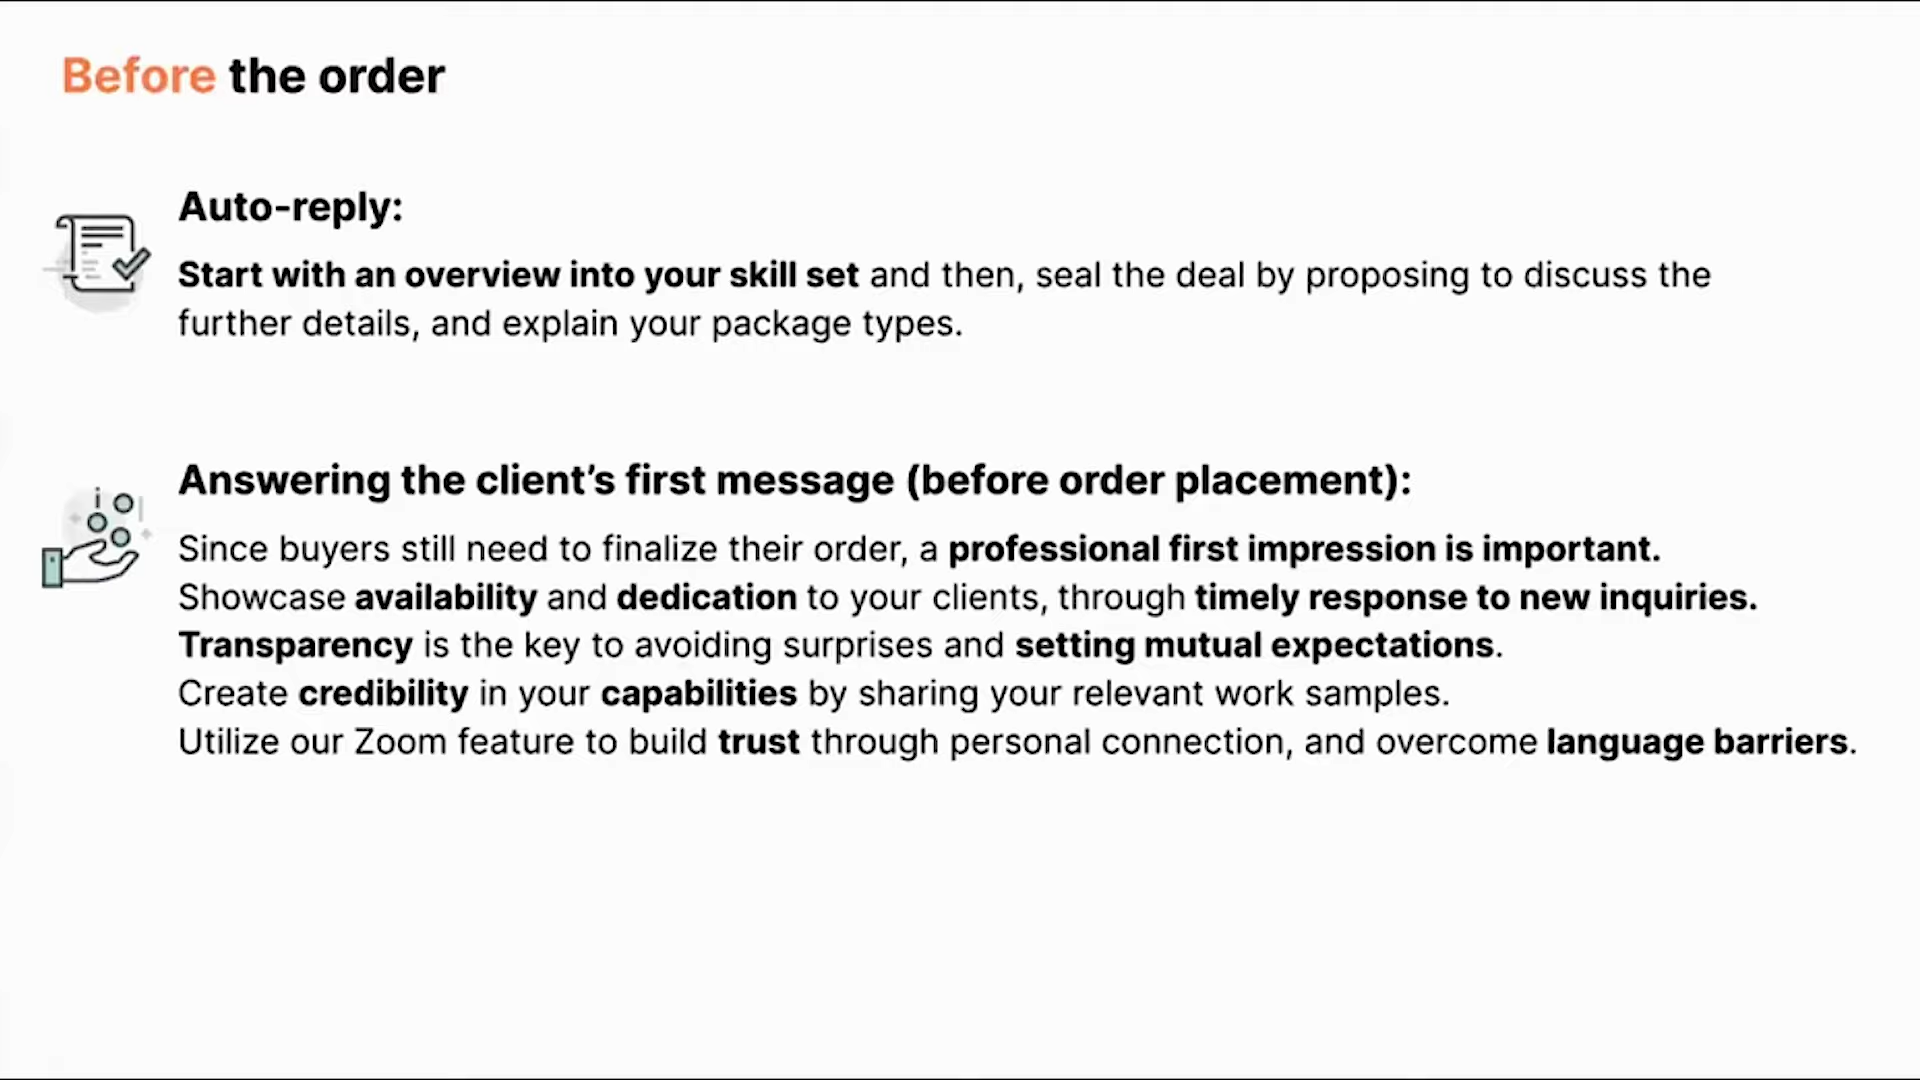 Before the order
Auto-reply:
Start with an overview into your skill set and then, seal the deal by proposing to discuss the
further details, and explain your package types.
Answering the client’s first message (before order placement):
Since buyers still need to finalize their order, a professional first impression is important.
Showcase availability and dedication to your clients, through timely response to new inquiries.
Transparency is the key to avoiding surprises and setting mutual expectations.
Create credibility in your capabilities by sharing your relevant work samples.
Utilize our Zoom feature to build trust through personal connection, and overcome language barriers.